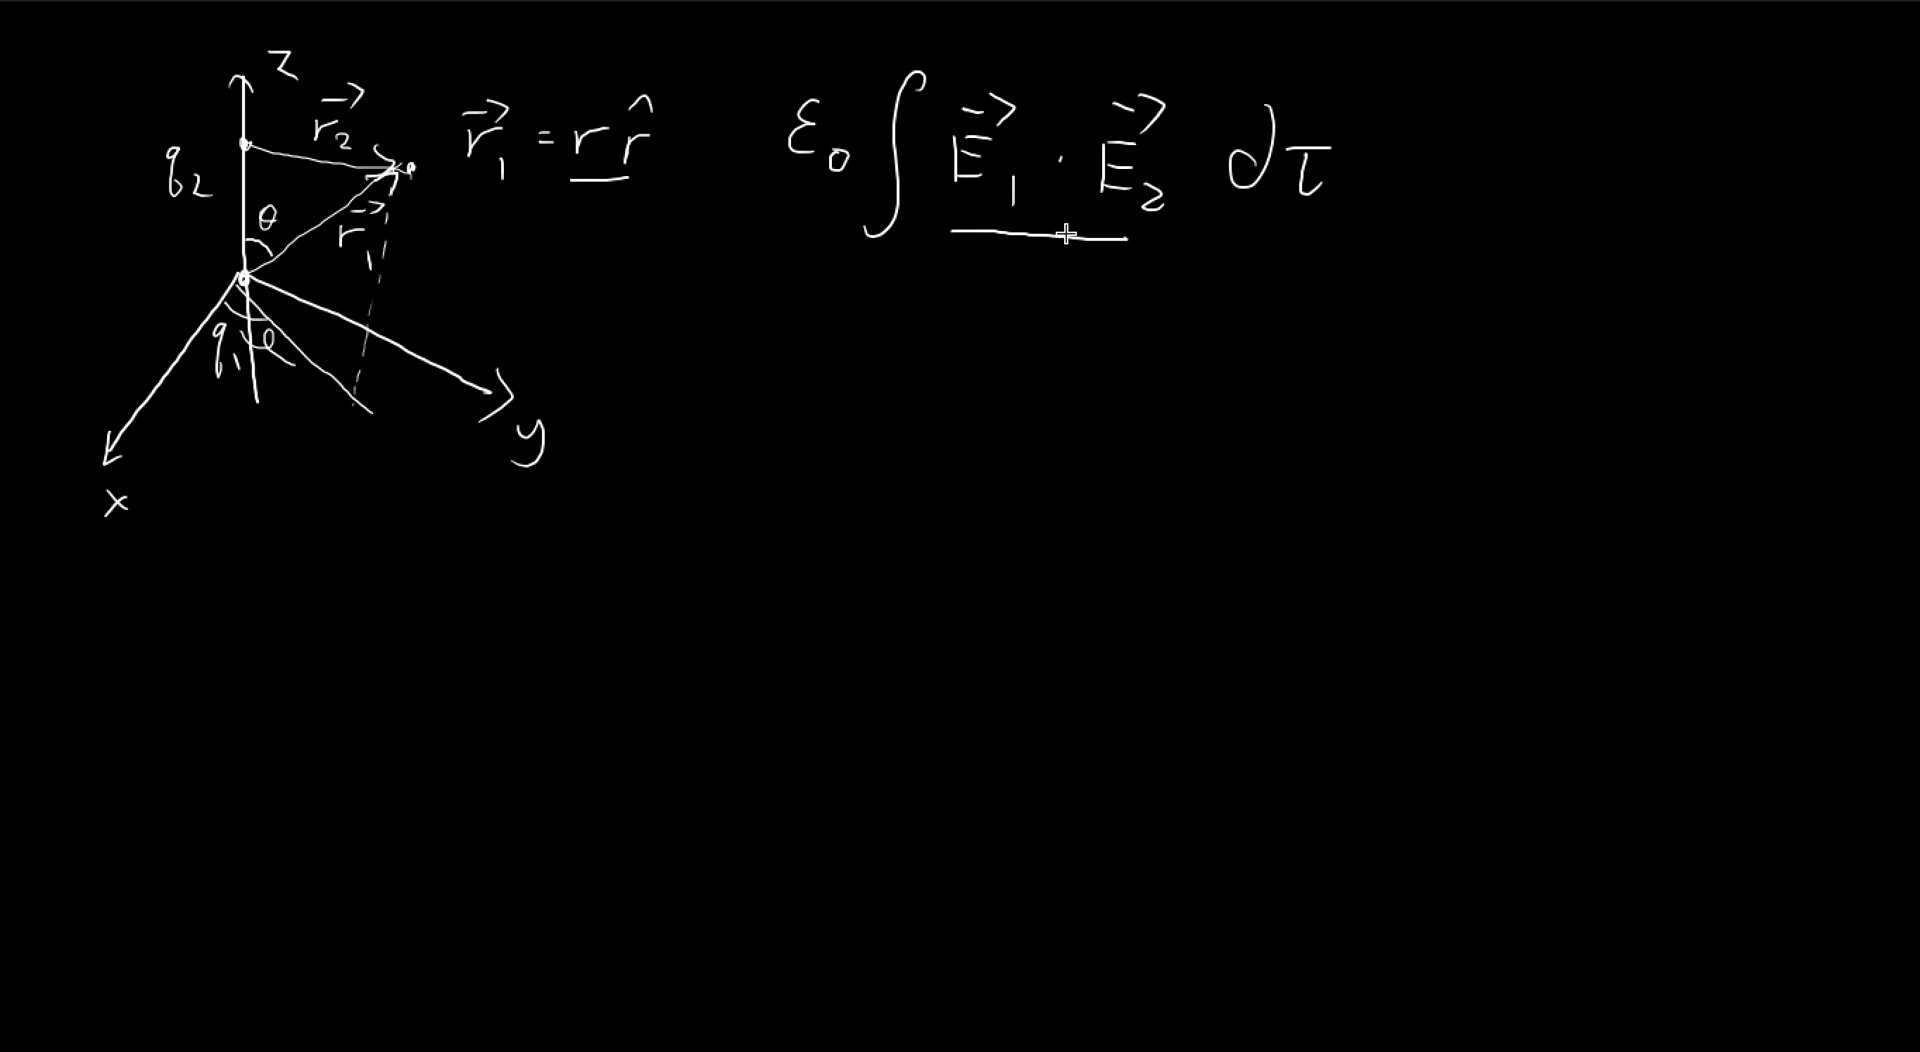 z
r⃗₂
q₂
θ
r⃗₁
q₁
φ
x
y
r⃗₁ = r r̂
ε₀ ∫ E⃗₁ · E⃗₂ dτ